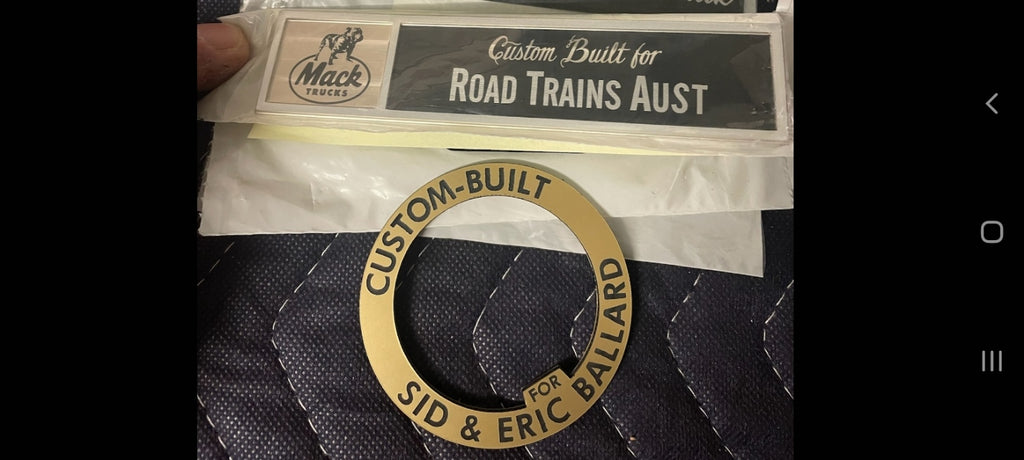 Mack
TRUCKS
Custom Built for
ROAD TRAINS AUST
CUSTOM-BUILT
FOR
SID & ERIC BALLARD